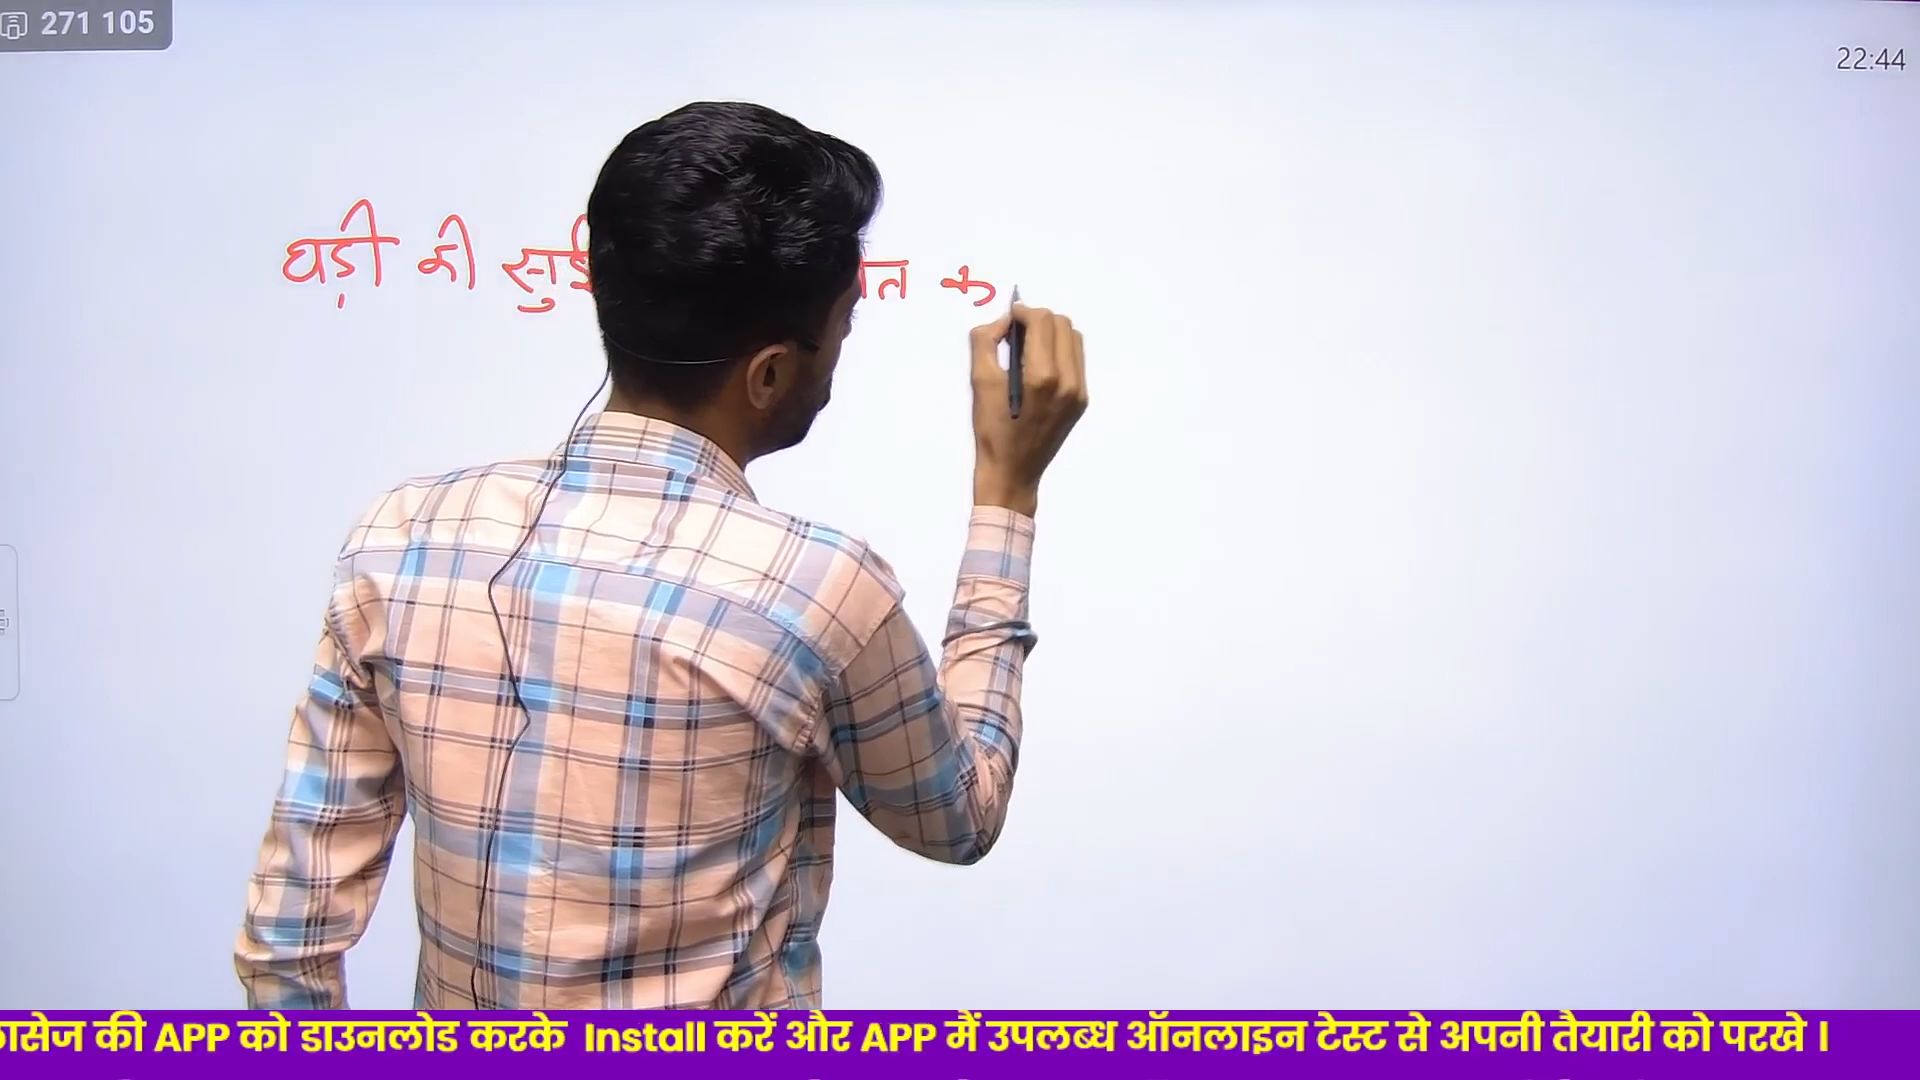 271 105
22:44
घड़ी की
की APP को डाउनलोड करके Install करें और APP मैं उपलब्ध ऑनलाइन टेस्ट से अपनी तैयारी को परखे ।